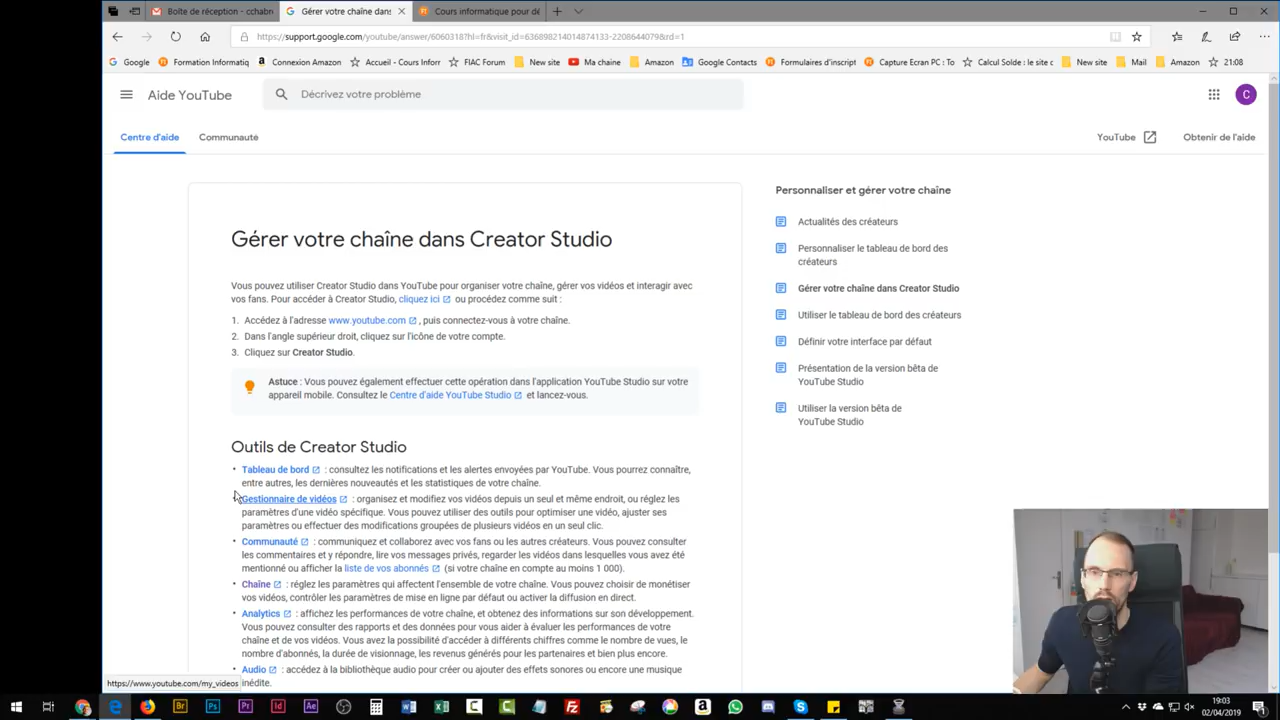 Boîte de réception - cchabre
Gérer votre chaîne dans
Cours informatique pour dé
https://support.google.com/youtube/answer/6060318?hl=fr&visit_id=636898214014874133-2208644079&rd=1
Google Formation Informatiq Connexion Amazon Accueil - Cours Inforr FIAC Forum New site Ma chaine Amazon Google Contacts Formulaires d'inscript Capture Ecran PC : To Calcul Solde : le site c New site Mail Amazon 21:08
Aide YouTube
Décrivez votre problème
C
Centre d'aide Communauté
YouTube Obtenir de l'aide
Gérer votre chaîne dans Creator Studio
Vous pouvez utiliser Creator Studio dans YouTube pour organiser votre chaîne, gérer vos vidéos et interagir avec
vos fans. Pour accéder à Creator Studio, cliquez ici ou procédez comme suit :
1. Accédez à l'adresse www.youtube.com , puis connectez-vous à votre chaîne.
2. Dans l'angle supérieur droit, cliquez sur l'icône de votre compte.
3. Cliquez sur Creator Studio.
Astuce : Vous pouvez également effectuer cette opération dans l'application YouTube Studio sur votre
appareil mobile. Consultez le Centre d'aide YouTube Studio et lancez-vous.
Outils de Creator Studio
• Tableau de bord : consultez les notifications et les alertes envoyées par YouTube. Vous pourrez connaître,
entre autres, les dernières nouveautés et les statistiques de votre chaîne.
Gestionnaire de vidéos : organisez et modifiez vos vidéos depuis un seul et même endroit, ou réglez les
paramètres d'une vidéo spécifique. Vous pouvez utiliser des outils pour optimiser une vidéo, ajuster ses
paramètres ou effectuer des modifications groupées de plusieurs vidéos en un seul clic.
• Communauté : communiquez et collaborez avec vos fans ou les autres créateurs. Vous pouvez consulter
les commentaires et y répondre, lire vos messages privés, regarder les vidéos dans lesquelles vous avez été
mentionné ou afficher la liste de vos abonnés (si votre chaîne en compte au moins 1 000).
• Chaîne : réglez les paramètres qui affectent l'ensemble de votre chaîne. Vous pouvez choisir de monétiser
vos vidéos, contrôler les paramètres de mise en ligne par défaut ou activer la diffusion en direct.
• Analytics : affichez les performances de votre chaîne, et obtenez des informations sur son développement.
Vous pouvez consulter des rapports et des données pour vous aider à évaluer les performances de votre
chaîne et de vos vidéos. Vous avez la possibilité d'accéder à différents chiffres comme le nombre de vues, le
nombre d'abonnés, la durée de visionnage, les revenus générés pour les partenaires et bien plus encore.
• Audio : accédez à la bibliothèque audio pour créer ou ajouter des effets sonores ou encore une musique
inédite.
Personnaliser et gérer votre chaîne
Actualités des créateurs
Personnaliser le tableau de bord des
créateurs
Gérer votre chaîne dans Creator Studio
Utiliser le tableau de bord des créateurs
Définir votre interface par défaut
Présentation de la version bêta de
YouTube Studio
Utiliser la version bêta de
YouTube Studio
https://www.youtube.com/my_videos
Br Ps Pr Id Ae
19:03
02/04/2019